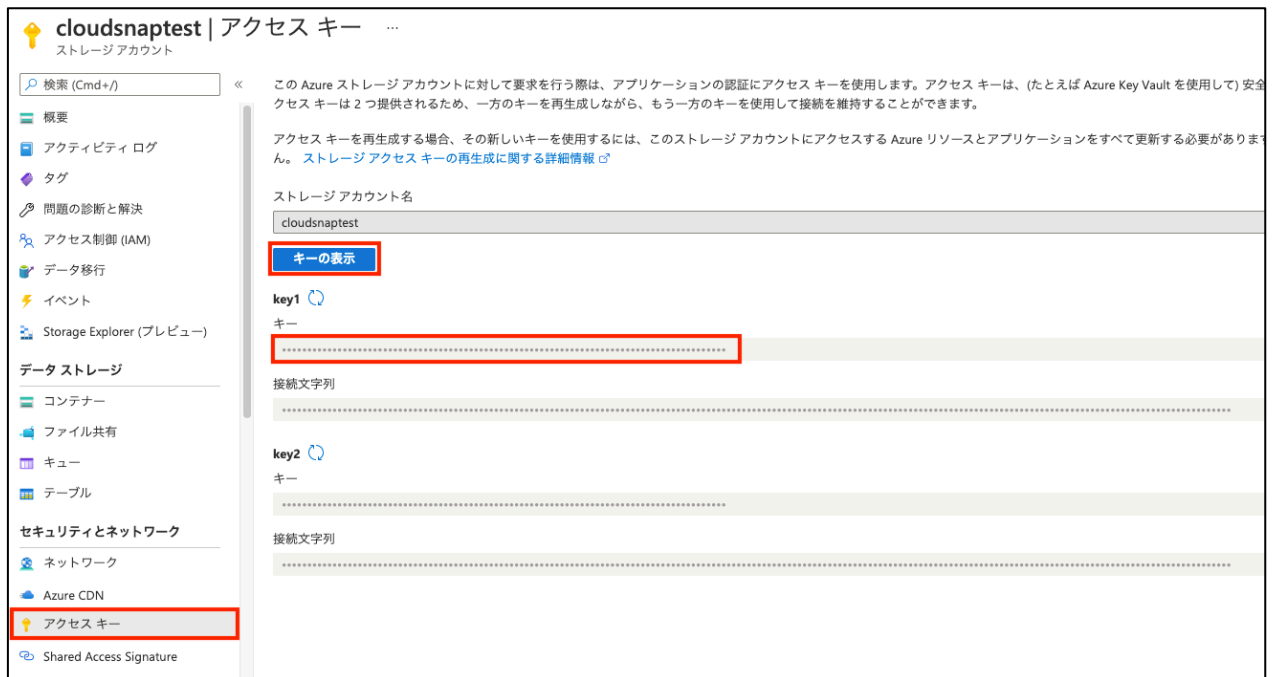 cloudsnaptest | アクセス キー ...
ストレージ アカウント
検索 (Cmd+/)
«
概要
アクティビティ ログ
タグ
問題の診断と解決
アクセス制御 (IAM)
データ移行
イベント
Storage Explorer (プレビュー)
データ ストレージ
コンテナー
ファイル共有
キュー
テーブル
セキュリティとネットワーク
ネットワーク
Azure CDN
アクセス キー
Shared Access Signature
この Azure ストレージ アカウントに対して要求を行う際は、アプリケーションの認証にアクセス キーを使用します。アクセス キーは、(たとえば Azure Key Vault を使用して) 安全
クセス キーは 2 つ提供されるため、一方のキーを再生成しながら、もう一方のキーを使用して接続を維持することができます。
アクセス キーを再生成する場合、その新しいキーを使用するには、このストレージ アカウントにアクセスする Azure リソースとアプリケーションをすべて更新する必要があります
ん。 ストレージ アクセス キーの再生成に関する詳細情報
ストレージ アカウント名
cloudsnaptest
キーの表示
key1
キー
接続文字列
key2
キー
接続文字列